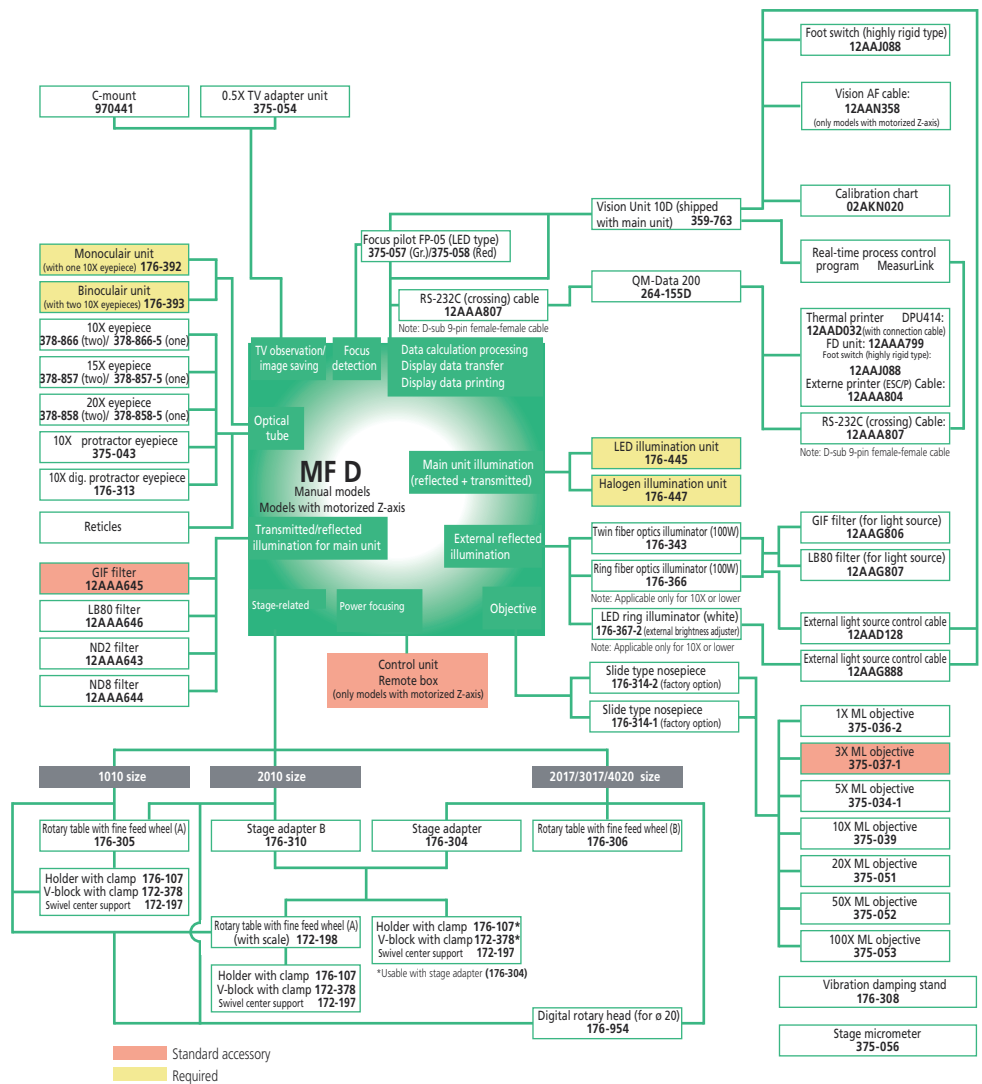 Foot switch (highly rigid type)
12AAJ088
C-mount
970441
0.5X TV adapter unit
375-054
Vision AF cable:
12AAN358
(only models with motorized Z-axis)
Vision Unit 10D (shipped
with main unit) 359-763
Calibration chart
02AKN020
Focus pilot FP-05 (LED type)
375-057 (Gr.)/375-058 (Red)
Real-time process control
program MeasurLink
Monoculair unit
(with one 10X eyepiece) 176-392
Binoculair unit
(with two 10X eyepieces) 176-393
RS-232C (crossing) cable
12AAA807
Note: D-sub 9-pin female-female cable
QM-Data 200
264-155D
10X eyepiece
378-866 (two)/ 378-866-5 (one)
15X eyepiece
378-857 (two)/ 378-857-5 (one)
20X eyepiece
378-858 (two)/ 378-858-5 (one)
10X protractor eyepiece
375-043
10X dig. protractor eyepiece
176-313
Reticles
Thermal printer DPU414:
12AAD032 (with connection cable)
FD unit: 12AAA799
Foot switch (highly rigid type):
12AAJ088
Externe printer (ESC/P) Cable:
12AAA804
RS-232C (crossing) Cable:
12AAA807
Note: D-sub 9-pin female-female cable
TV observation/
image saving
Focus
detection
Data calculation processing
Display data transfer
Display data printing
Optical
tube
MF D
Manual models
Models with motorized Z-axis
Main unit illumination
(reflected + transmitted)
Transmitted/reflected
illumination for main unit
External reflected
illumination
Stage-related
Power focusing
Objective
LED illumination unit
176-445
Halogen illumination unit
176-447
Twin fiber optics illuminator (100W)
176-343
Ring fiber optics illuminator (100W)
176-366
Note: Applicable only for 10X or lower
LED ring illuminator (white)
176-367-2 (external brightness adjuster)
Note: Applicable only for 10X or lower
GIF filter (for light source)
12AAG806
LB80 filter (for light source)
12AAG807
External light source control cable
12AAD128
External light source control cable
12AAG888
GIF filter
12AAA645
LB80 filter
12AAA646
ND2 filter
12AAA643
ND8 filter
12AAA644
Control unit
Remote box
(only models with motorized Z-axis)
Slide type nosepiece
176-314-2 (factory option)
Slide type nosepiece
176-314-1 (factory option)
1X ML objective
375-036-2
3X ML objective
375-037-1
5X ML objective
375-034-1
10X ML objective
375-039
20X ML objective
375-051
50X ML objective
375-052
100X ML objective
375-053
1010 size
2010 size
2017/3017/4020 size
Rotary table with fine feed wheel (A)
176-305
Stage adapter B
176-310
Stage adapter
176-304
Rotary table with fine feed wheel (B)
176-306
Holder with clamp 176-107
V-block with clamp 172-378
Swivel center support 172-197
Rotary table with fine feed wheel (A)
(with scale) 172-198
Holder with clamp 176-107*
V-block with clamp 172-378*
Swivel center support 172-197
*Usable with stage adapter (176-304)
Holder with clamp 176-107
V-block with clamp 172-378
Swivel center support 172-197
Digital rotary head (for ø 20)
176-954
Vibration damping stand
176-308
Stage micrometer
375-056
Standard accessory
Required